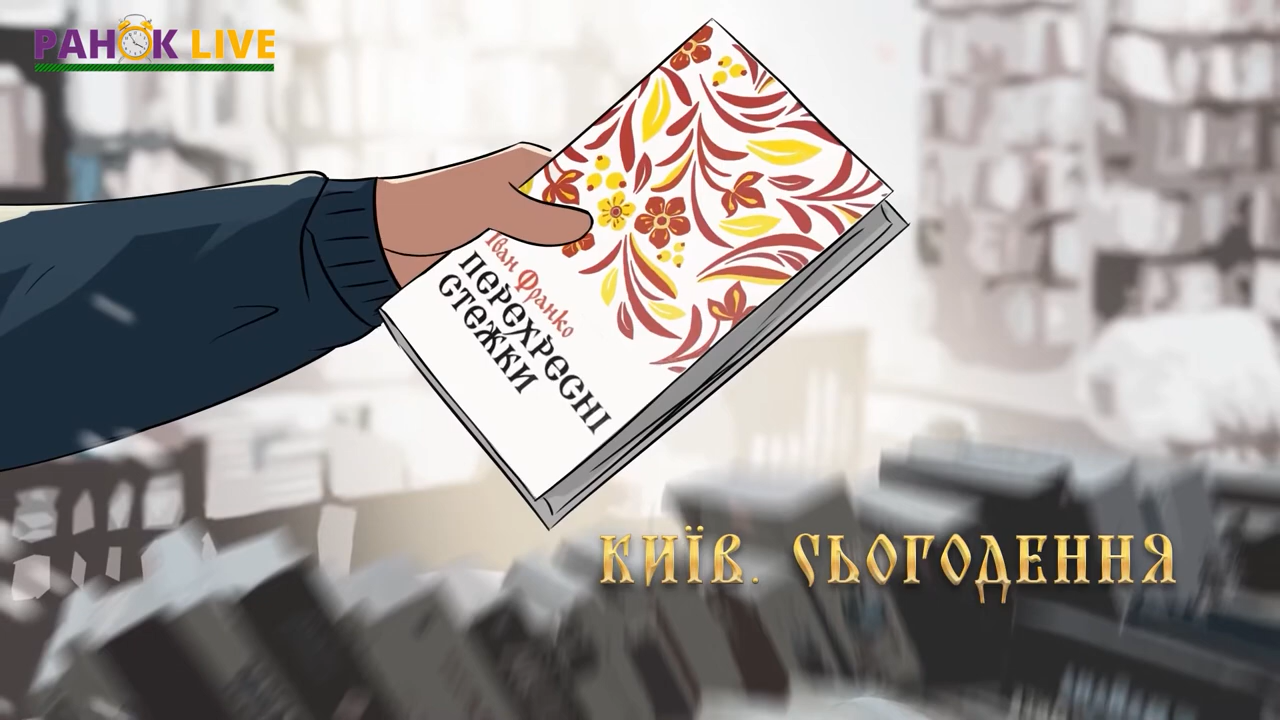 РАНОК LIVE
Іван Франко
ПЕРЕХРЕСНІ
СТЕЖКИ
КИЇВ. СЬОГОДЕННЯ